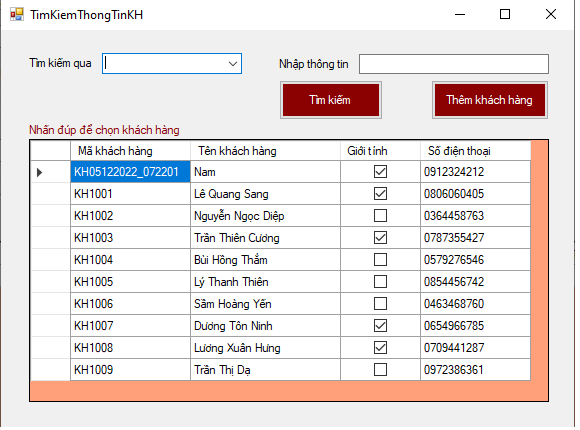 TimKiemThongTinKH
Tìm kiếm qua Nhập thông tin
Tìm kiếm Thêm khách hàng
Nhấn đúp để chọn khách hàng
Mã khách hàng Tên khách hàng Giới tính Số điện thoại
KH05122022_072201 Nam 0912324212
KH1001 Lê Quang Sang 0806060405
KH1002 Nguyễn Ngọc Diệp 0364458763
KH1003 Trần Thiên Cương 0787355427
KH1004 Bùi Hồng Thắm 0579276546
KH1005 Lý Thanh Thiên 0854456742
KH1006 Sầm Hoàng Yến 0463468760
KH1007 Dương Tôn Ninh 0654966785
KH1008 Lương Xuân Hưng 0709441287
KH1009 Trần Thị Dạ 0972386361